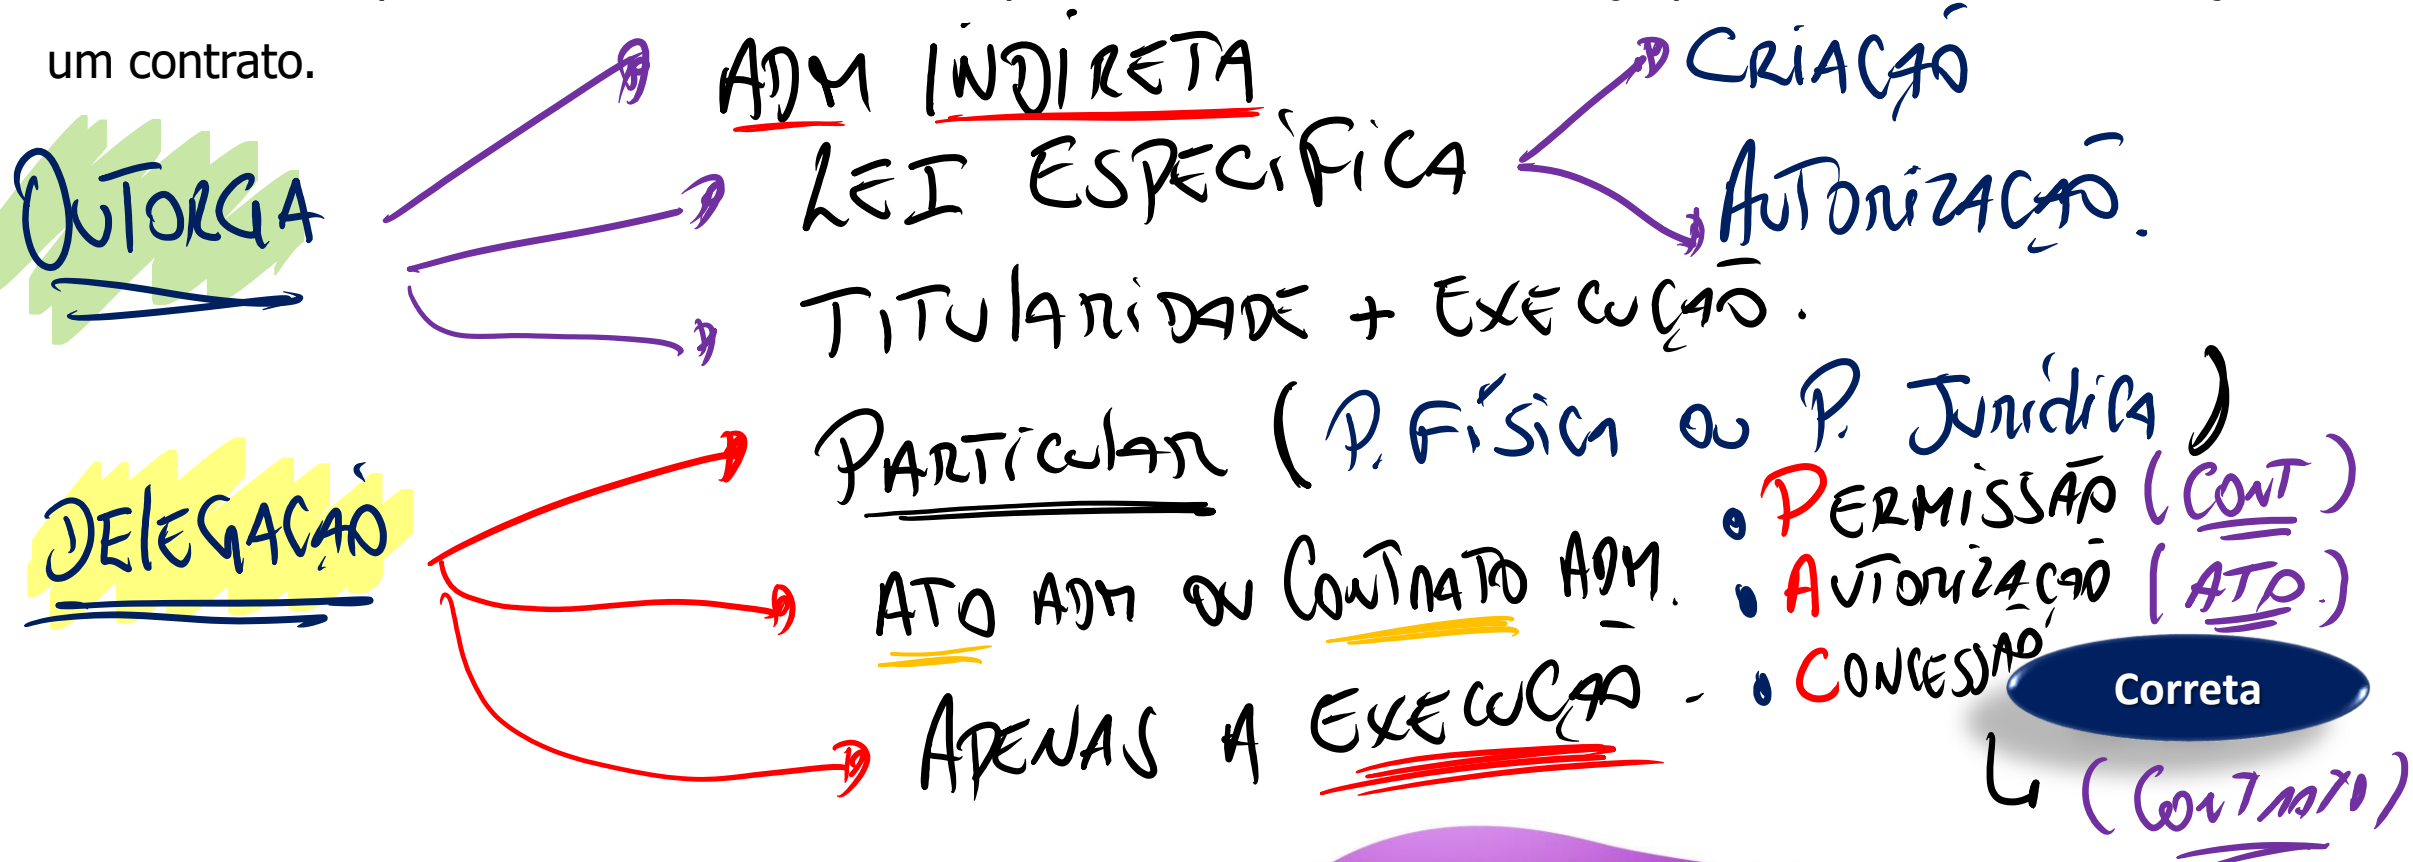 um contrato.
OUTORGA
ADM INDIRETA
LEI ESPECÍFICA
CRIAÇÃO
AUTORIZAÇÃO.
TITULARIDADE + EXECUÇÃO.
DELEGAÇÃO
PARTICULAR (P. FÍSICA OU P. JURÍDICA)
ATO ADM OU CONTRATO ADM.
APENAS A EXECUÇÃO.
• PERMISSÃO (CONT)
• AUTORIZAÇÃO (ATO.)
• CONCESSÃO
Correta
(CONTRATO)